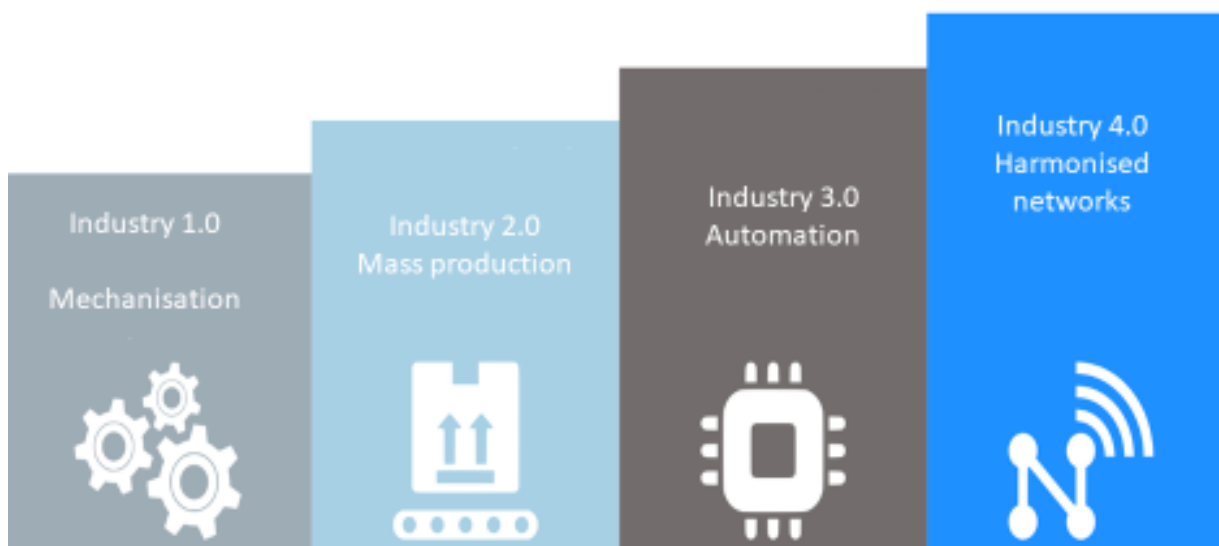 Industry 1.0
Mechanisation
Industry 2.0
Mass production
Industry 3.0
Automation
Industry 4.0
Harmonised
networks